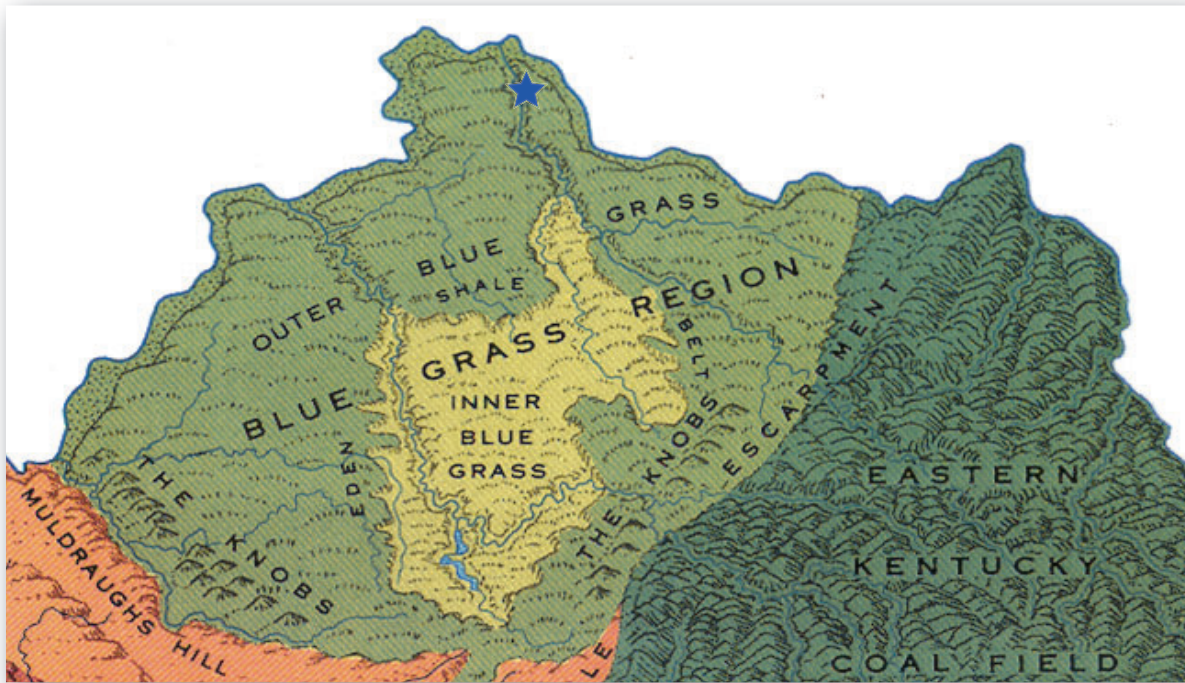 GRASS
BLUE
SHALE
OUTER
BLUE GRASS REGION
BELT
INNER
BLUE
GRASS
EDEN
THE KNOBS
THE KNOBS
ESCARPMENT
MULDRAUGHS HILL
EASTERN
KENTUCKY
COAL FIELD
LE